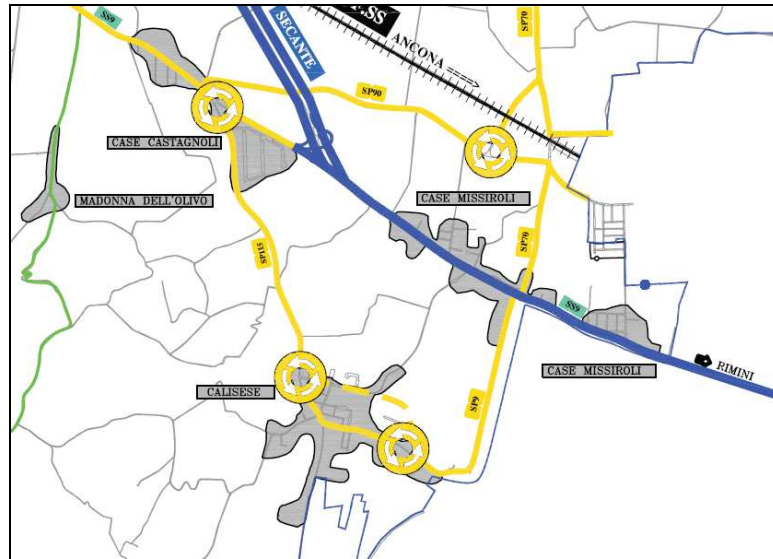 SS9
SECANTE
SS
ANCONA
SP70
SP90
CASE CASTAGNOLI
MADONNA DELL'OLIVO
CASE MISSIROLI
SP115
SP70
SS9
RIMINI
CASE MISSIROLI
CALISESE
SP9